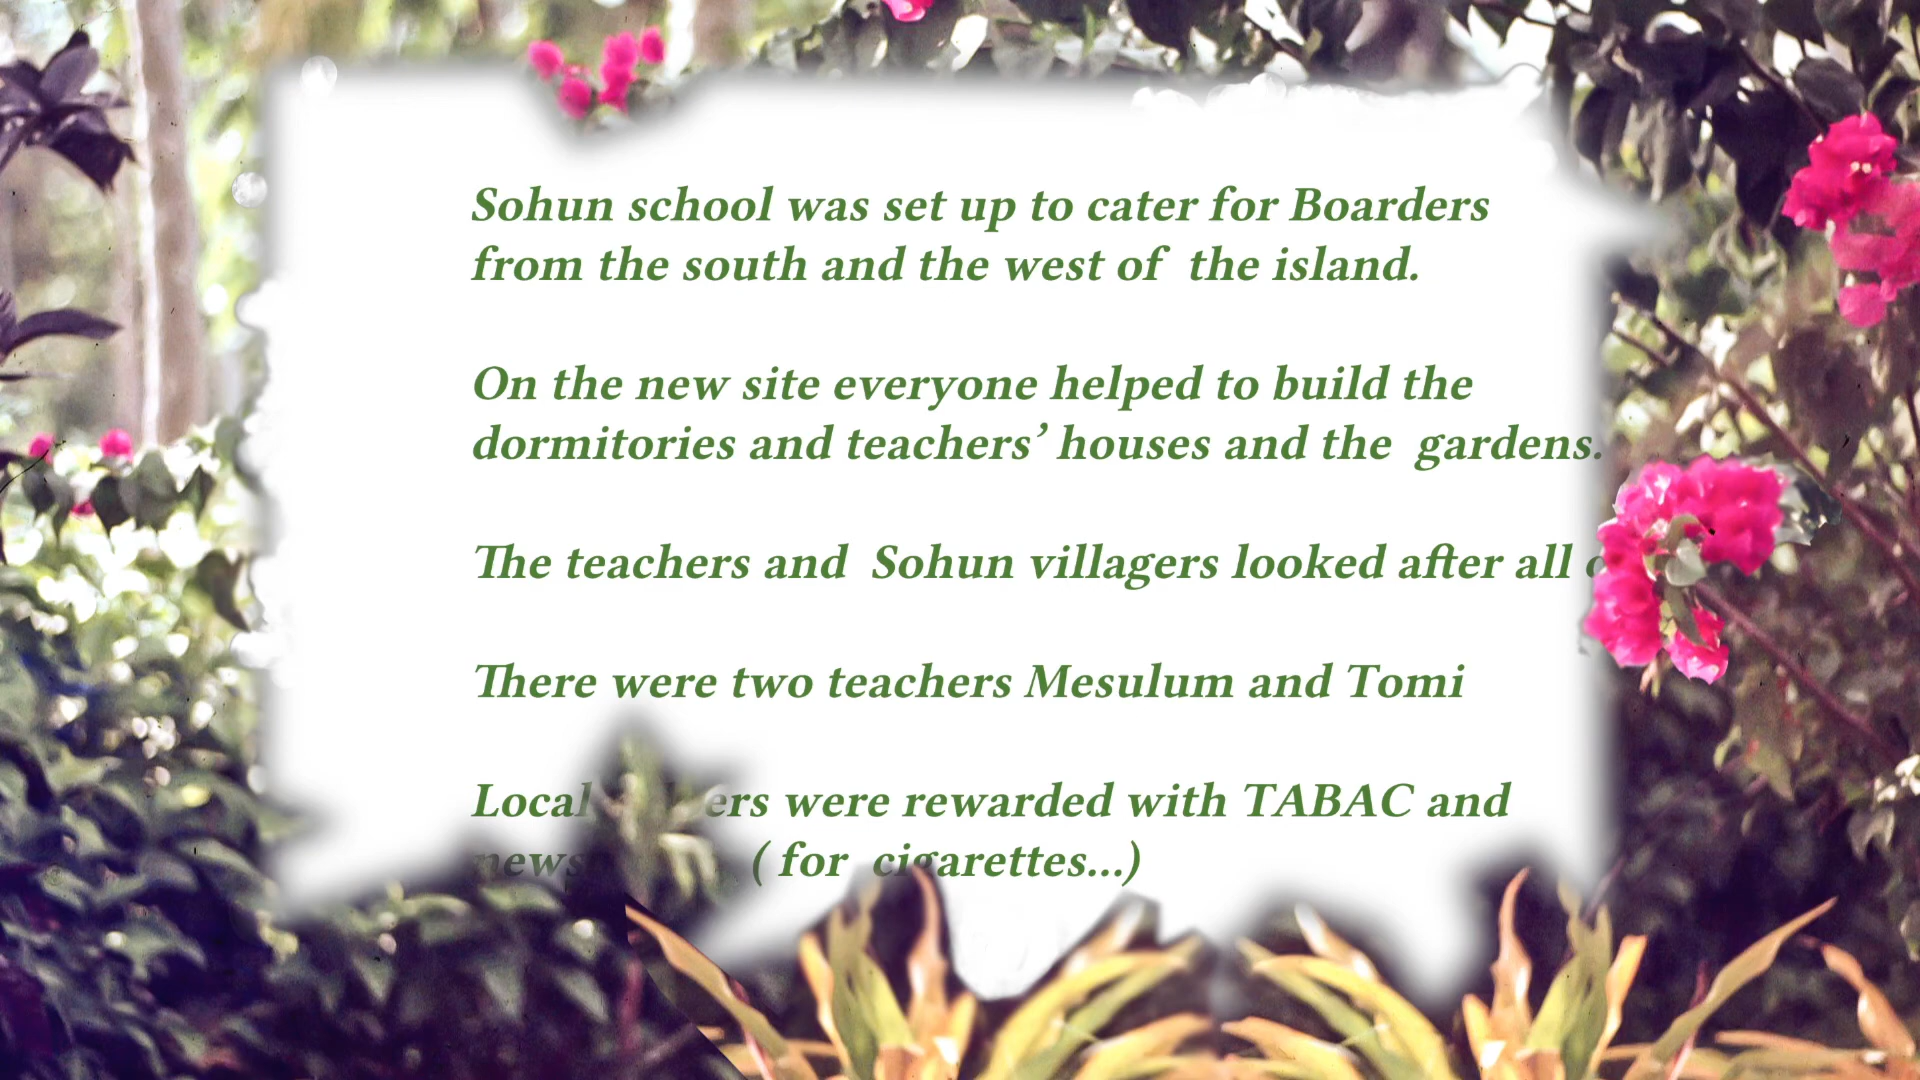 Sohun school was set up to cater for Boarders
from the south and the west of the island.
On the new site everyone helped to build the
dormitories and teachers’ houses and the gardens.
The teachers and Sohun villagers looked after all
There were two teachers Mesulum and Tomi
Local were rewarded with TABAC and
( for cigarettes...)